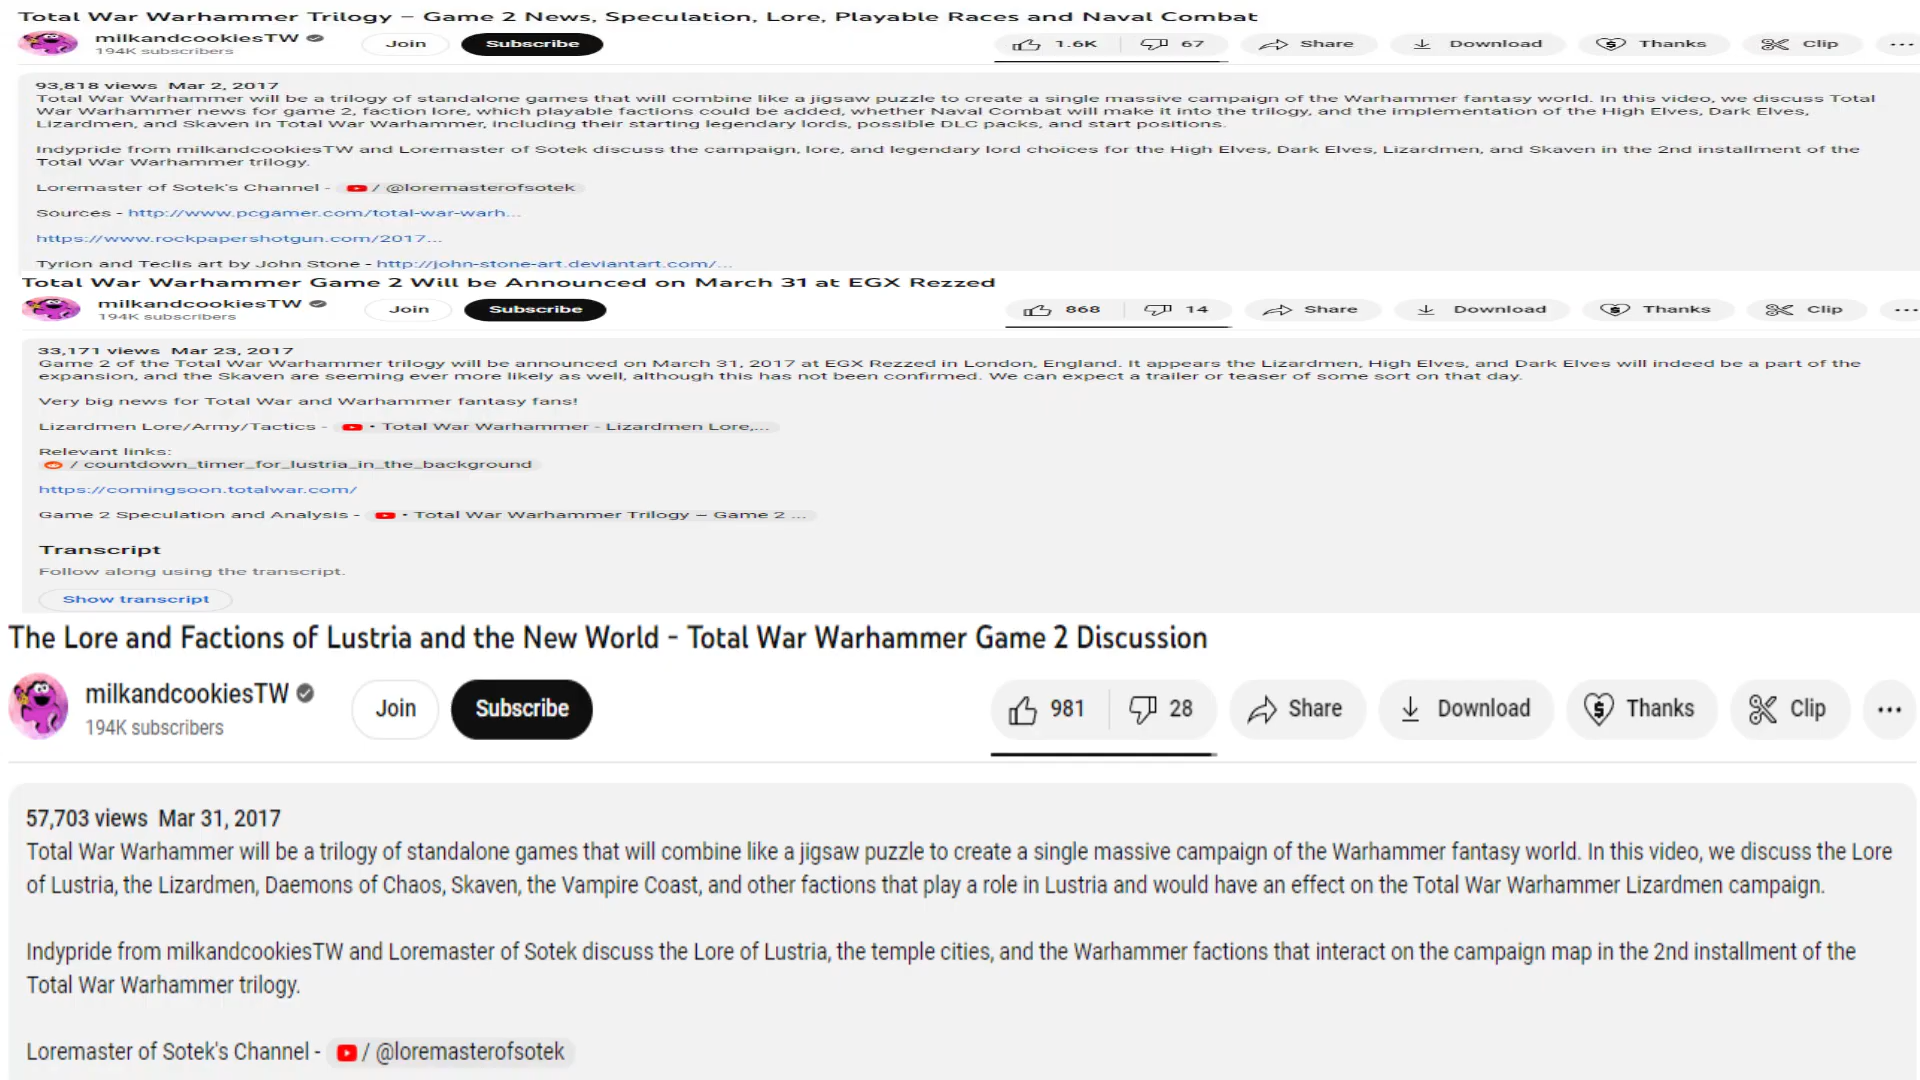 Total War Warhammer Trilogy – Game 2 News, Speculation, Lore, Playable Races and Naval Combat
milkandcookiesTW
194K subscribers
Join
Subscribe
1.6K
67
Share
Download
Thanks
Clip
...
93,818 views Mar 2, 2017
Total War Warhammer will be a trilogy of standalone games that will combine like a jigsaw puzzle to create a single massive campaign of the Warhammer fantasy world. In this video, we discuss Total
War Warhammer news for game 2, faction lore, which playable factions could be added, whether Naval Combat will make it into the trilogy, and the implementation of the High Elves, Dark Elves,
Lizardmen, and Skaven in Total War Warhammer, including their starting legendary lords, possible DLC packs, and start positions.
Indypride from milkandcookiesTW and Loremaster of Sotek discuss the campaign, lore, and legendary lord choices for the High Elves, Dark Elves, Lizardmen, and Skaven in the 2nd installment of the
Total War Warhammer trilogy.
Loremaster of Sotek's Channel - / @loremasterofsotek
Sources - http://www.pcgamer.com/total-war-warh...
https://www.rockpapershotgun.com/2017...
Tyrion and Teclis art by John Stone - http://john-stone-art.deviantart.com/...
Total War Warhammer Game 2 Will be Announced on March 31 at EGX Rezzed
milkandcookiesTW
194K subscribers
Join
Subscribe
868
14
Share
Download
Thanks
Clip
...
33,171 views Mar 23, 2017
Game 2 of the Total War Warhammer trilogy will be announced on March 31, 2017 at EGX Rezzed in London, England. It appears the Lizardmen, High Elves, and Dark Elves will indeed be a part of the
expansion, and the Skaven are seeming ever more likely as well, although this has not been confirmed. We can expect a trailer or teaser of some sort on that day.
Very big news for Total War and Warhammer fantasy fans!
Lizardmen Lore/Army/Tactics - • Total War Warhammer - Lizardmen Lore,...
Relevant links:
/ countdown_timer_for_lustria_in_the_background
https://comingsoon.totalwar.com/
Game 2 Speculation and Analysis - • Total War Warhammer Trilogy – Game 2 ...
Transcript
Follow along using the transcript.
Show transcript
The Lore and Factions of Lustria and the New World - Total War Warhammer Game 2 Discussion
milkandcookiesTW
194K subscribers
Join
Subscribe
981
28
Share
Download
Thanks
Clip
...
57,703 views Mar 31, 2017
Total War Warhammer will be a trilogy of standalone games that will combine like a jigsaw puzzle to create a single massive campaign of the Warhammer fantasy world. In this video, we discuss the Lore
of Lustria, the Lizardmen, Daemons of Chaos, Skaven, the Vampire Coast, and other factions that play a role in Lustria and would have an effect on the Total War Warhammer Lizardmen campaign.
Indypride from milkandcookiesTW and Loremaster of Sotek discuss the Lore of Lustria, the temple cities, and the Warhammer factions that interact on the campaign map in the 2nd installment of the
Total War Warhammer trilogy.
Loremaster of Sotek's Channel - / @loremasterofsotek